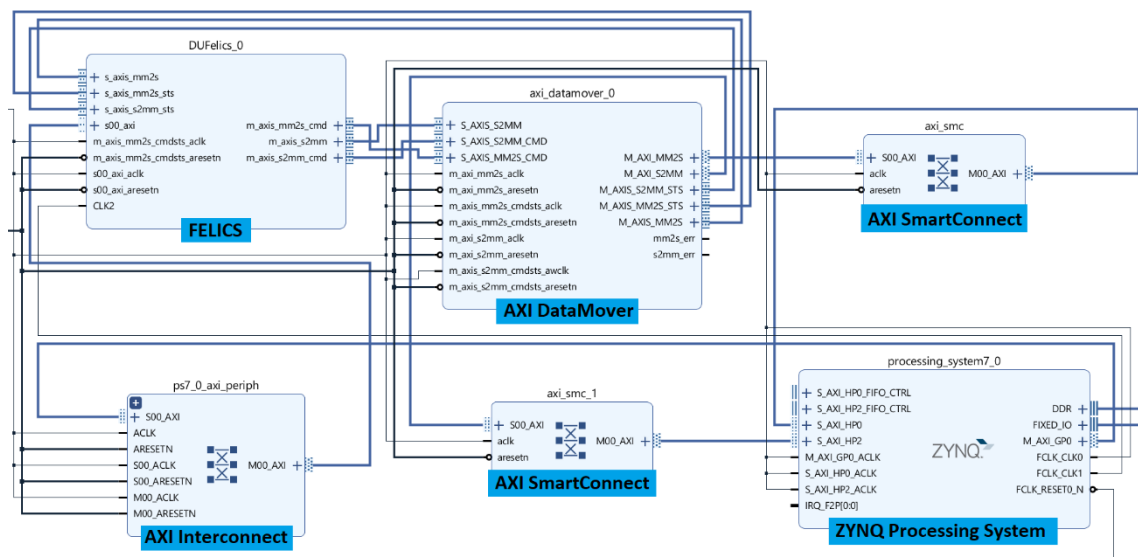 DUFelics_0
s_axis_mm2s
s_axis_mm2s_sts
s_axis_s2mm_sts
s00_axi
m_axis_mm2s_cmdsts_aclk
m_axis_mm2s_cmdsts_aresetn
s00_axi_aclk
s00_axi_aresetn
CLK2
m_axis_mm2s_cmd
m_axis_s2mm
m_axis_s2mm_cmd
FELICS
axi_datamover_0
S_AXIS_S2MM
S_AXIS_S2MM_CMD
S_AXIS_MM2S_CMD
m_axi_mm2s_aclk
m_axi_mm2s_aresetn
m_axis_mm2s_cmdsts_aclk
m_axis_mm2s_cmdsts_aresetn
m_axi_s2mm_aclk
m_axi_s2mm_aresetn
m_axis_s2mm_cmdsts_awclk
m_axis_s2mm_cmdsts_aresetn
M_AXI_MM2S
M_AXI_S2MM
M_AXIS_S2MM_STS
M_AXIS_MM2S_STS
M_AXIS_MM2S
mm2s_err
s2mm_err
AXI DataMover
axi_smc
S00_AXI
aclk
aresetn
M00_AXI
AXI SmartConnect
ps7_0_axi_periph
S00_AXI
ACLK
ARESETN
S00_ACLK
S00_ARESETN
M00_ACLK
M00_ARESETN
M00_AXI
AXI Interconnect
axi_smc_1
S00_AXI
aclk
aresetn
M00_AXI
AXI SmartConnect
processing_system7_0
S_AXI_HP0_FIFO_CTRL
S_AXI_HP2_FIFO_CTRL
S_AXI_HP0
S_AXI_HP2
M_AXI_GP0_ACLK
S_AXI_HP0_ACLK
S_AXI_HP2_ACLK
IRQ_F2P[0:0]
ZYNQ
DDR
FIXED_IO
M_AXI_GP0
FCLK_CLK0
FCLK_CLK1
FCLK_RESET0_N
ZYNQ Processing System